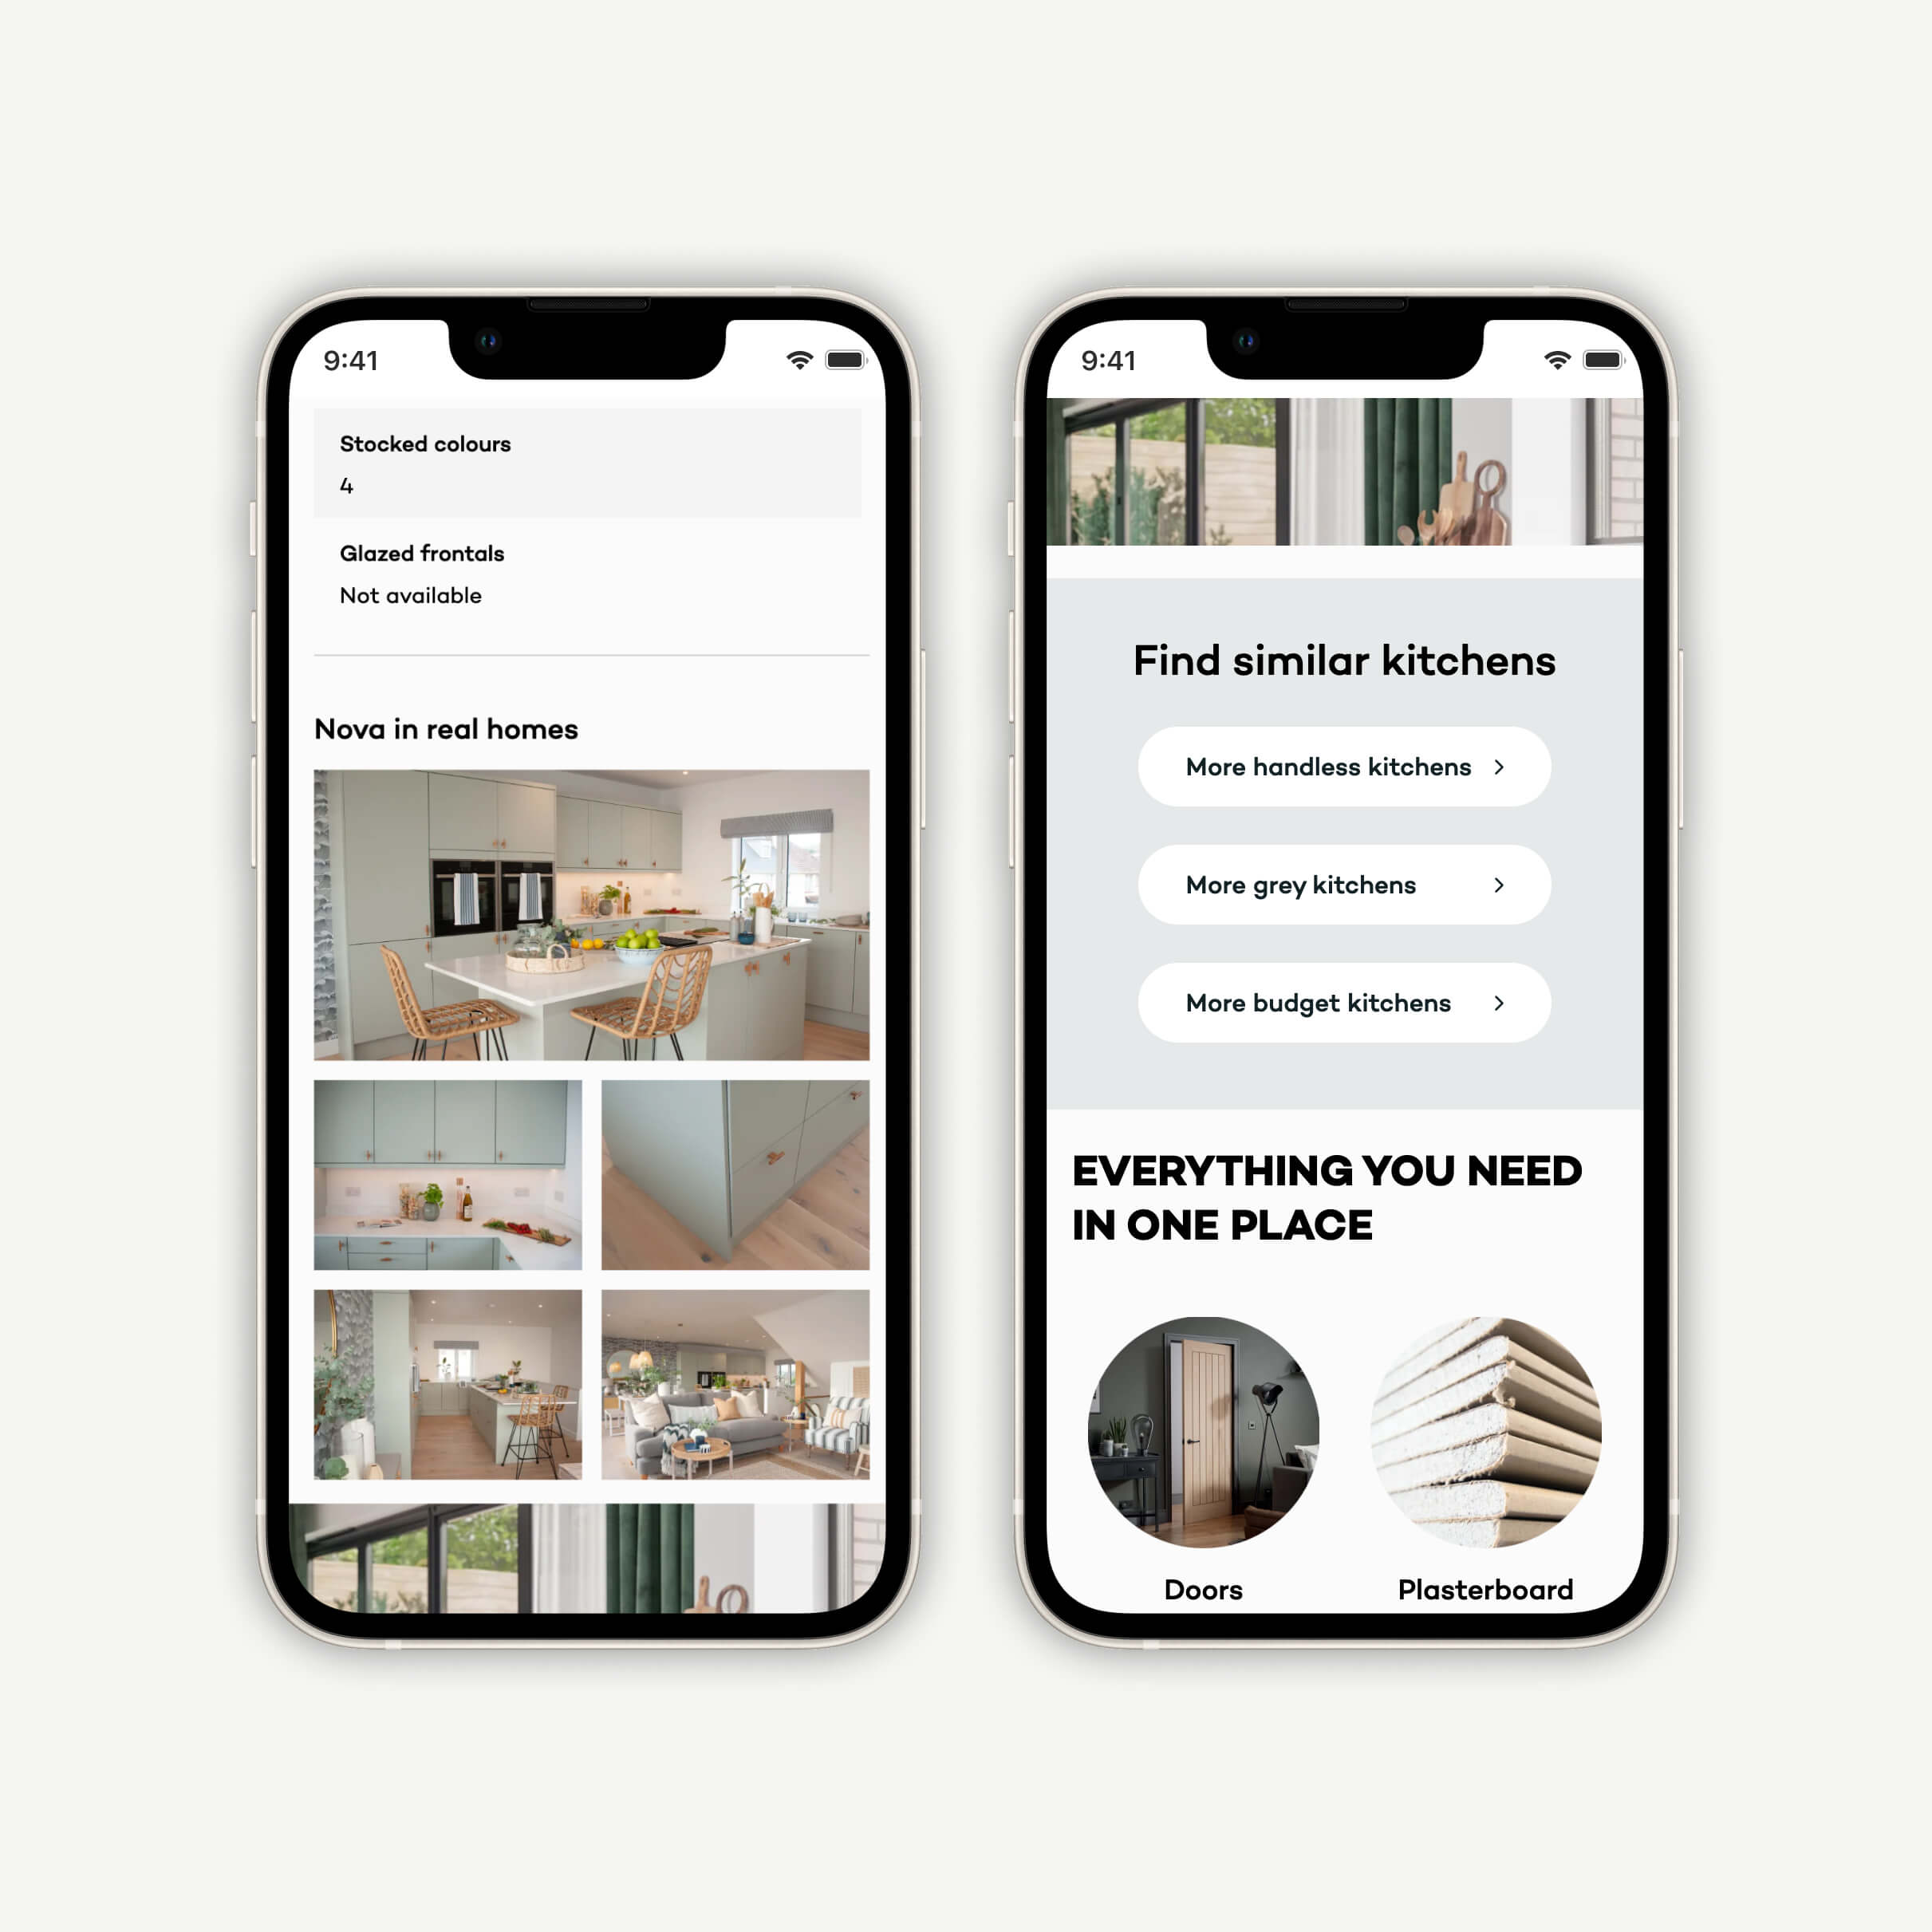 9:41
Stocked colours
4
Glazed frontals
Not available
Nova in real homes
9:41
Find similar kitchens
More handless kitchens
More grey kitchens
More budget kitchens
EVERYTHING YOU NEED
IN ONE PLACE
Doors
Plasterboard